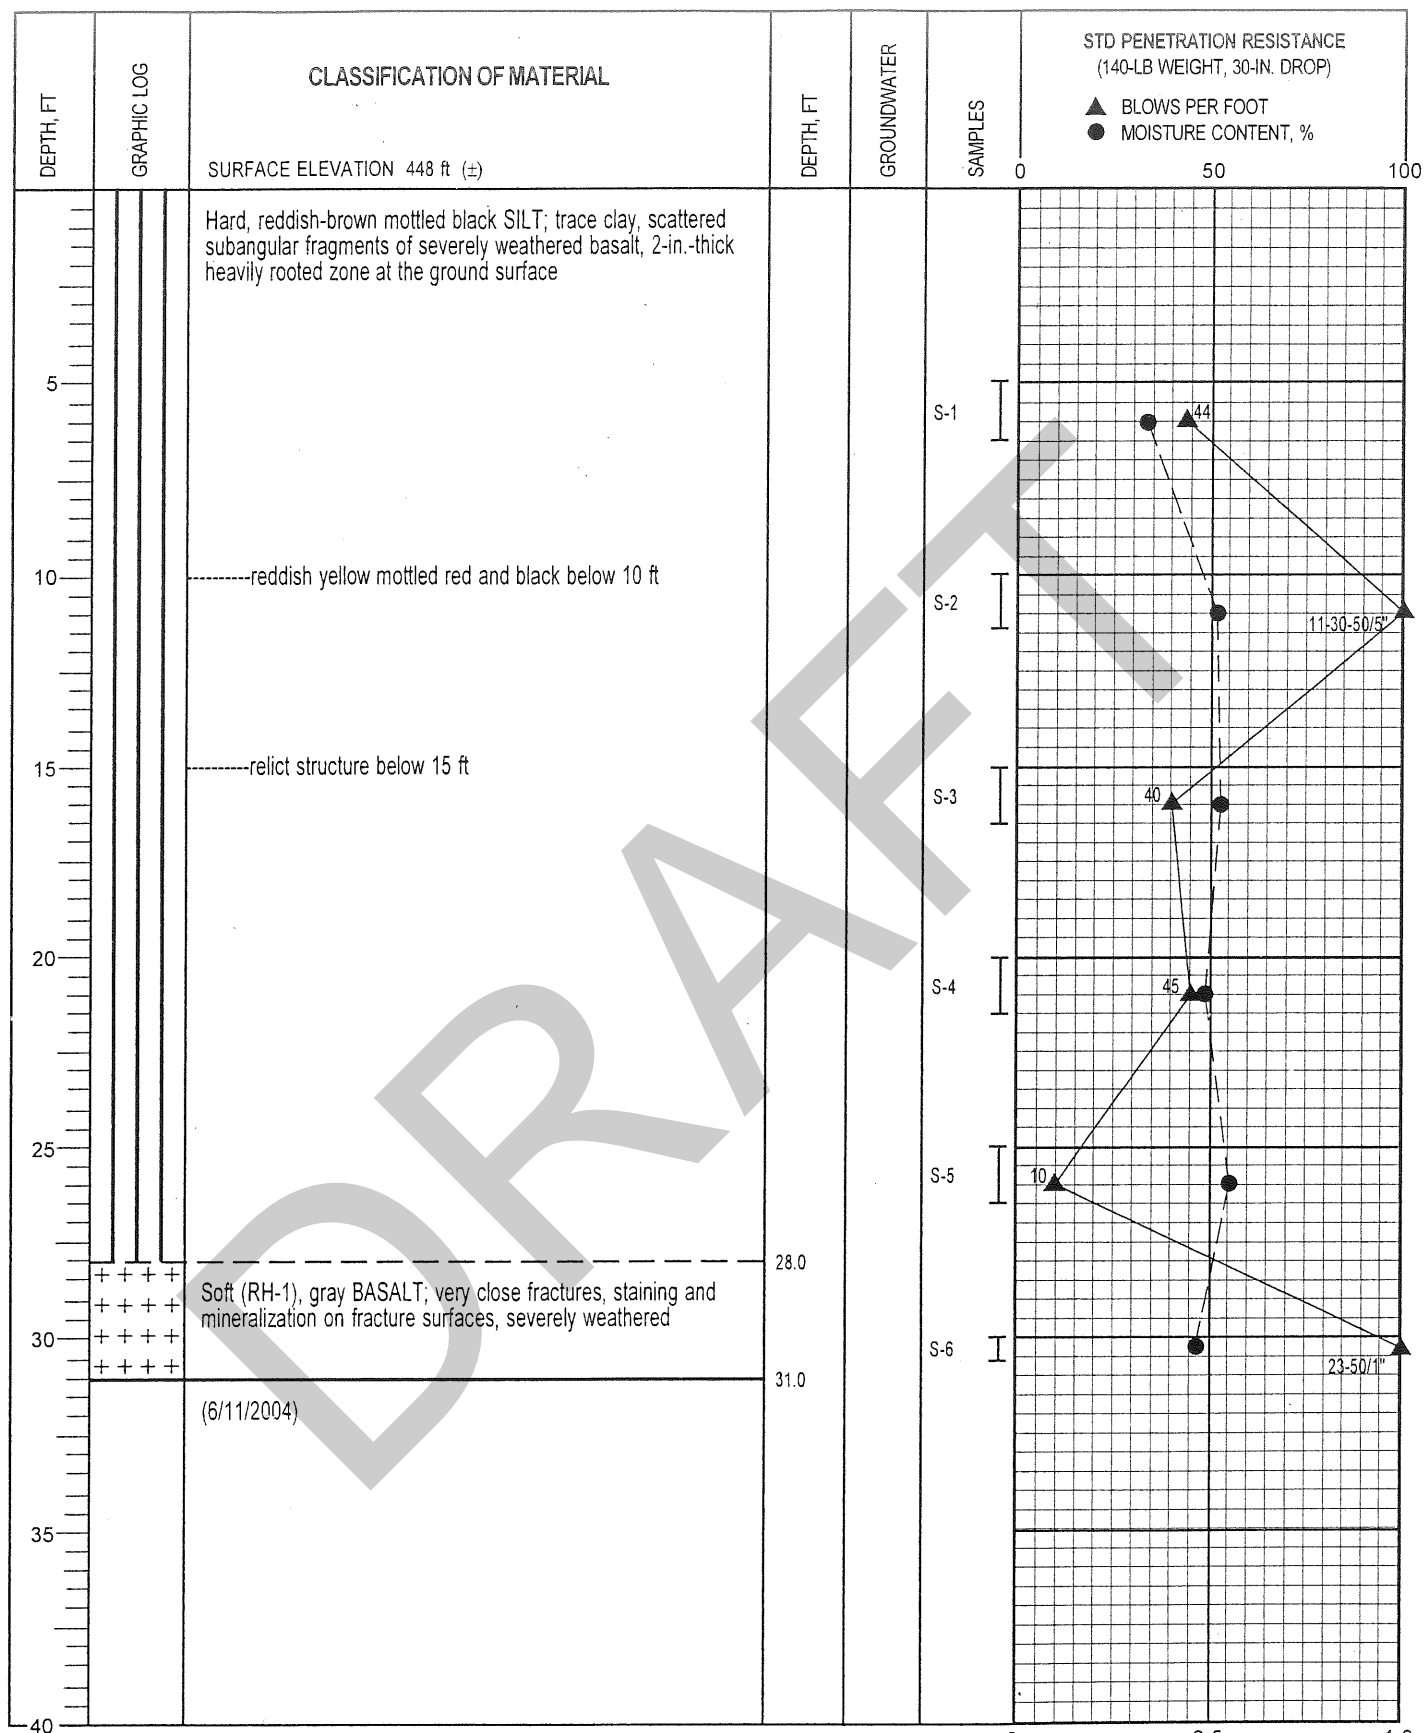 DEPTH, FT
GRAPHIC LOG
CLASSIFICATION OF MATERIAL
SURFACE ELEVATION 448 ft (±)
DEPTH, FT
GROUNDWATER
SAMPLES
STD PENETRATION RESISTANCE
(140-LB WEIGHT, 30-IN. DROP)
▲ BLOWS PER FOOT
● MOISTURE CONTENT, %
0 50 100
Hard, reddish-brown mottled black SILT; trace clay, scattered
subangular fragments of severely weathered basalt, 2-in.-thick
heavily rooted zone at the ground surface
5
S-1
44
10
reddish yellow mottled red and black below 10 ft
S-2
11-30-50/5"
15
relict structure below 15 ft
S-3
40
20
S-4
45
25
S-5
10
28.0
Soft (RH-1), gray BASALT; very close fractures, staining and
mineralization on fracture surfaces, severely weathered
30
S-6
23-50/1"
31.0
(6/11/2004)
35
40
DRAFT